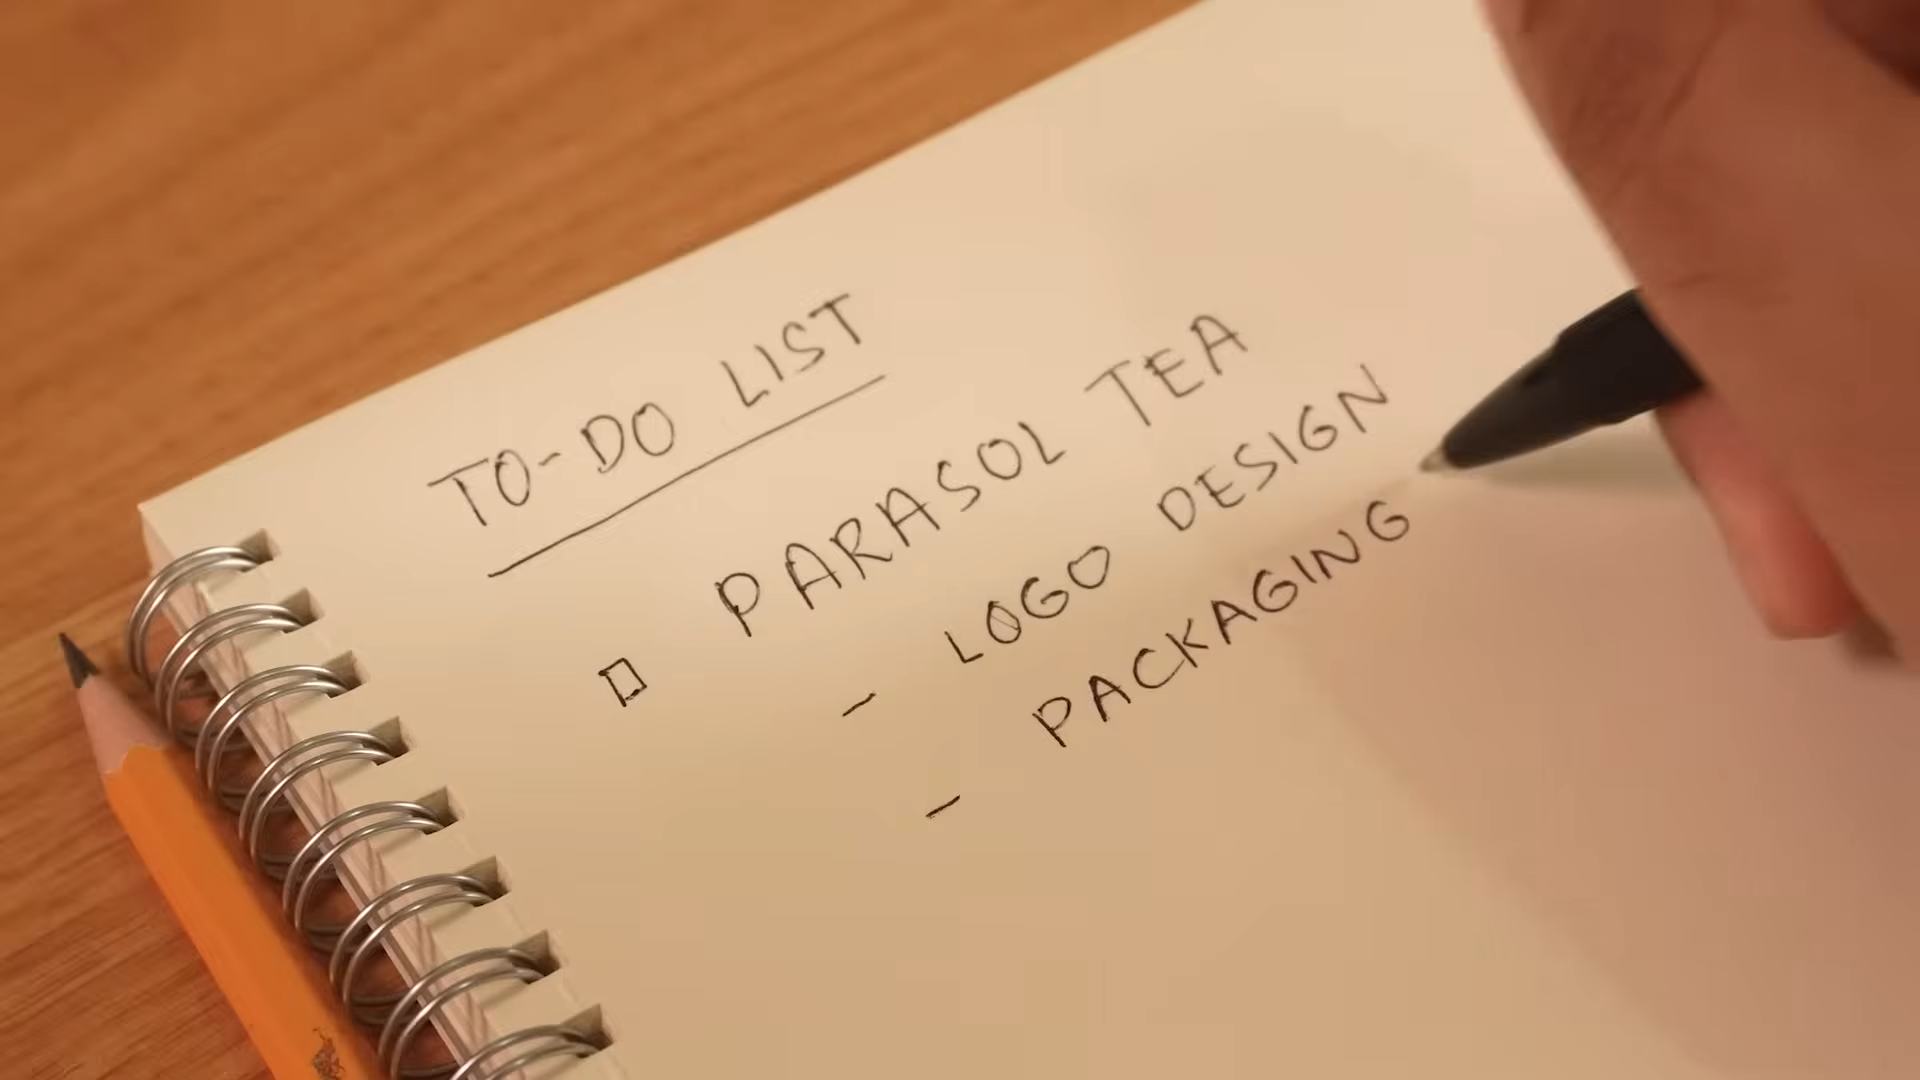 TO-DO LIST
PARASOL TEA
- LOGO DESIGN
- PACKAGING